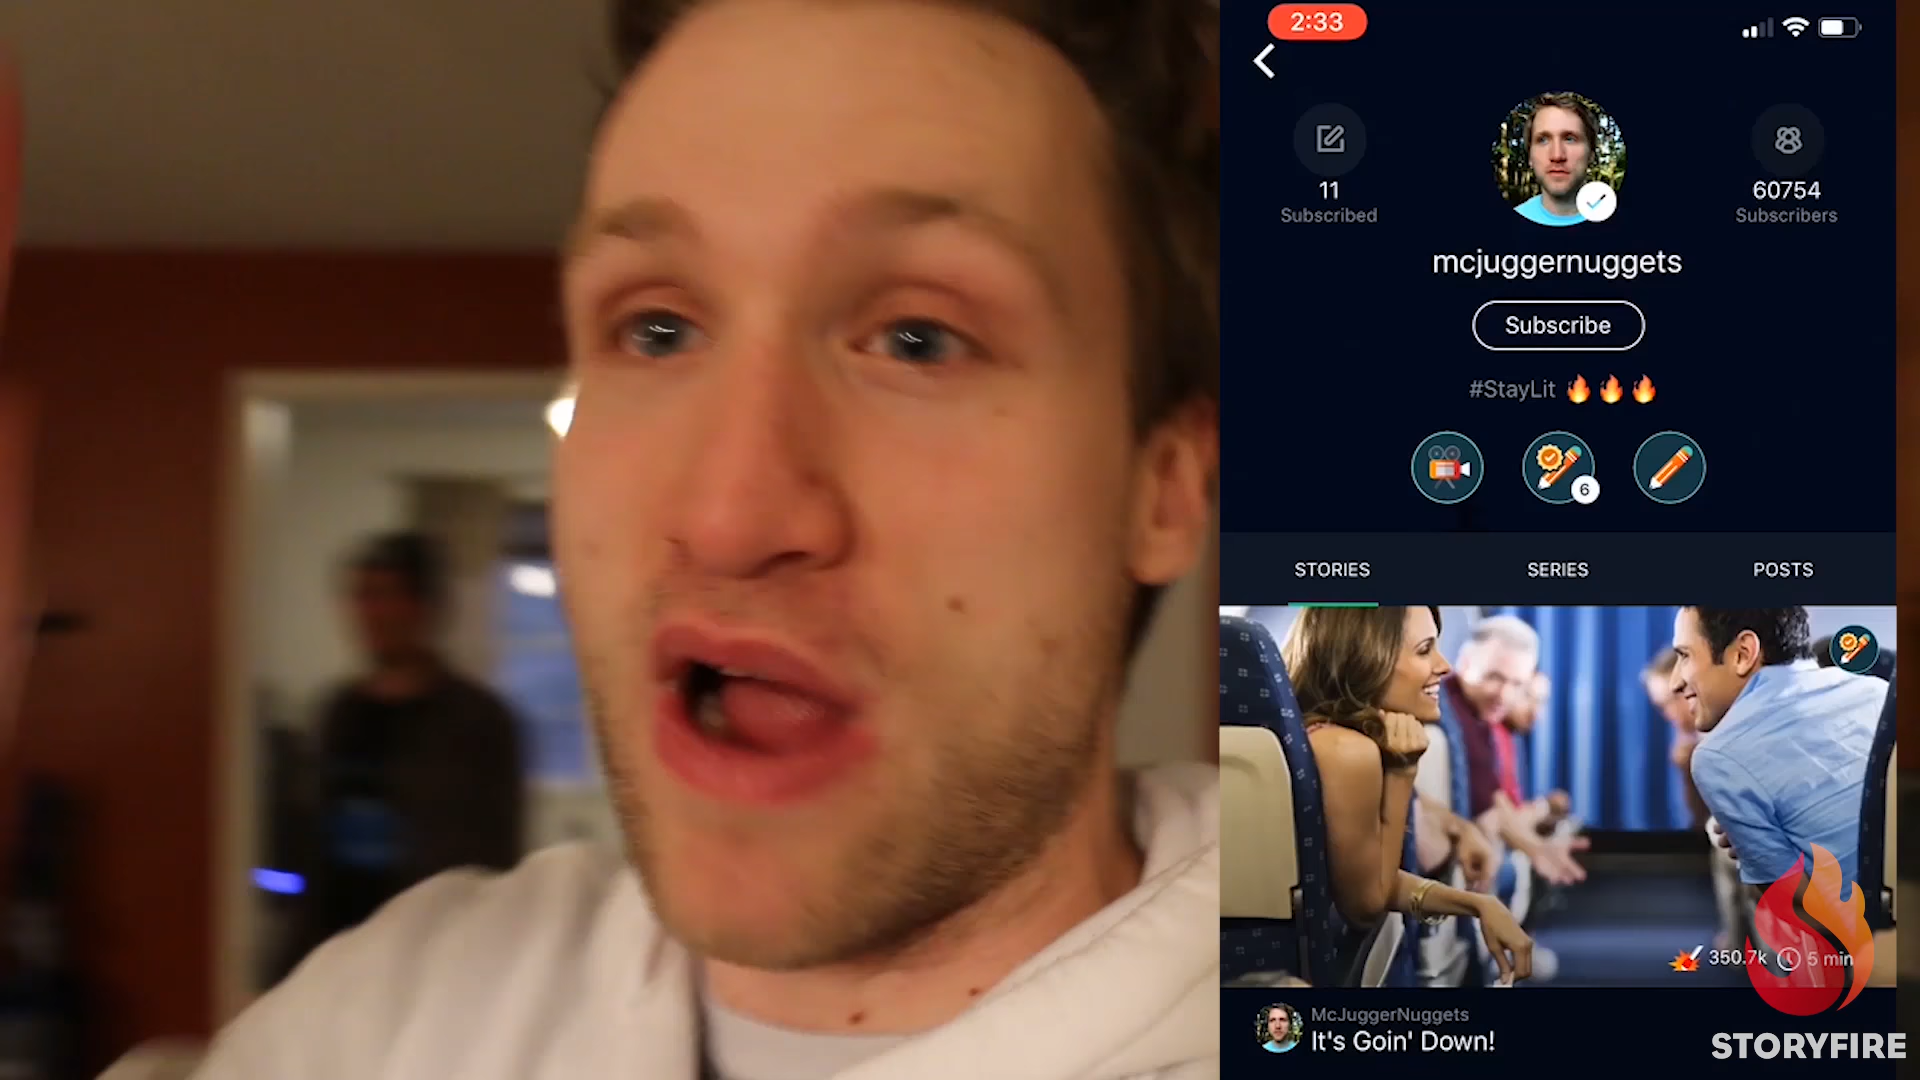 2:33
11
Subscribed
60754
Subscribers
mcjuggernuggets
Subscribe
#StayLit 🔥🔥🔥
6
STORIES
SERIES
POSTS
350.7k
5 min
McJuggerNuggets
It's Goin' Down!
STORYFIRE